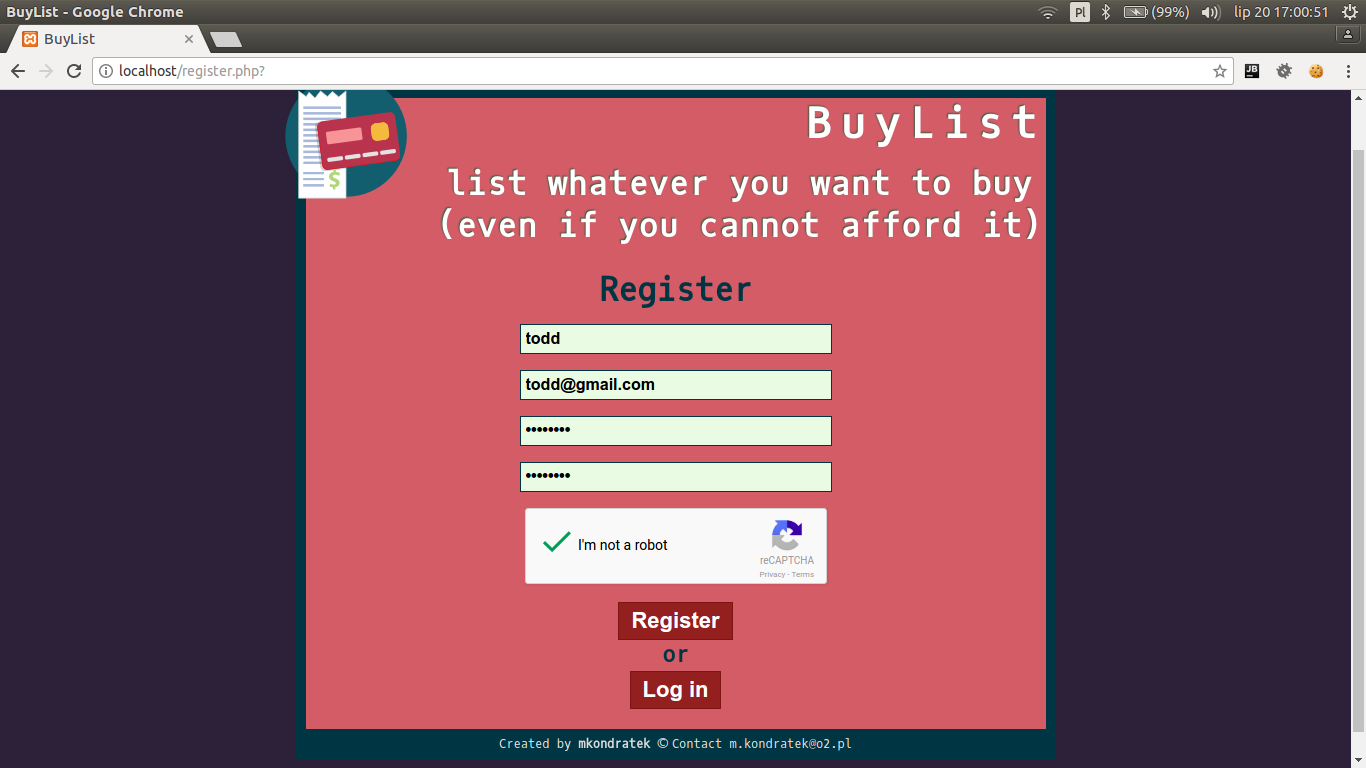 BuyList - Google Chrome
Pl
(99%)
lip 20 17:00:51
BuyList
localhost/register.php?
JB
BuyList
list whatever you want to buy
(even if you cannot afford it)
$
Register
todd
todd@gmail.com
••••••••
••••••••
I'm not a robot
reCAPTCHA
Privacy - Terms
Register
or
Log in
Created by mkondratek © Contact m.kondratek@o2.pl